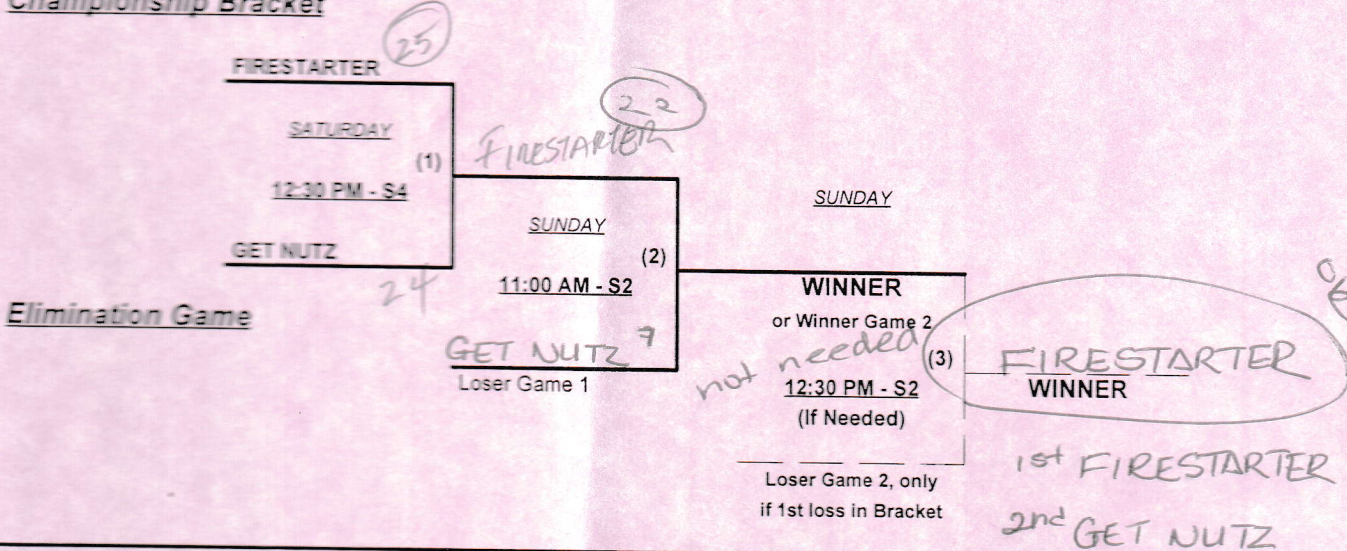 Championship Bracket
25
FIRESTARTER
SATURDAY
(1)
12:30 PM - S4
GET NUTZ
24
22
FIRESTARTER
SUNDAY
(2)
11:00 AM - S2
GET NUTZ 7
Loser Game 1
Elimination Game
SUNDAY
WINNER
or Winner Game 2
not needed
(3)
12:30 PM - S2
(If Needed)
Loser Game 2, only
if 1st loss in Bracket
FIRESTARTER
WINNER
1st FIRESTARTER
2nd GET NUTZ